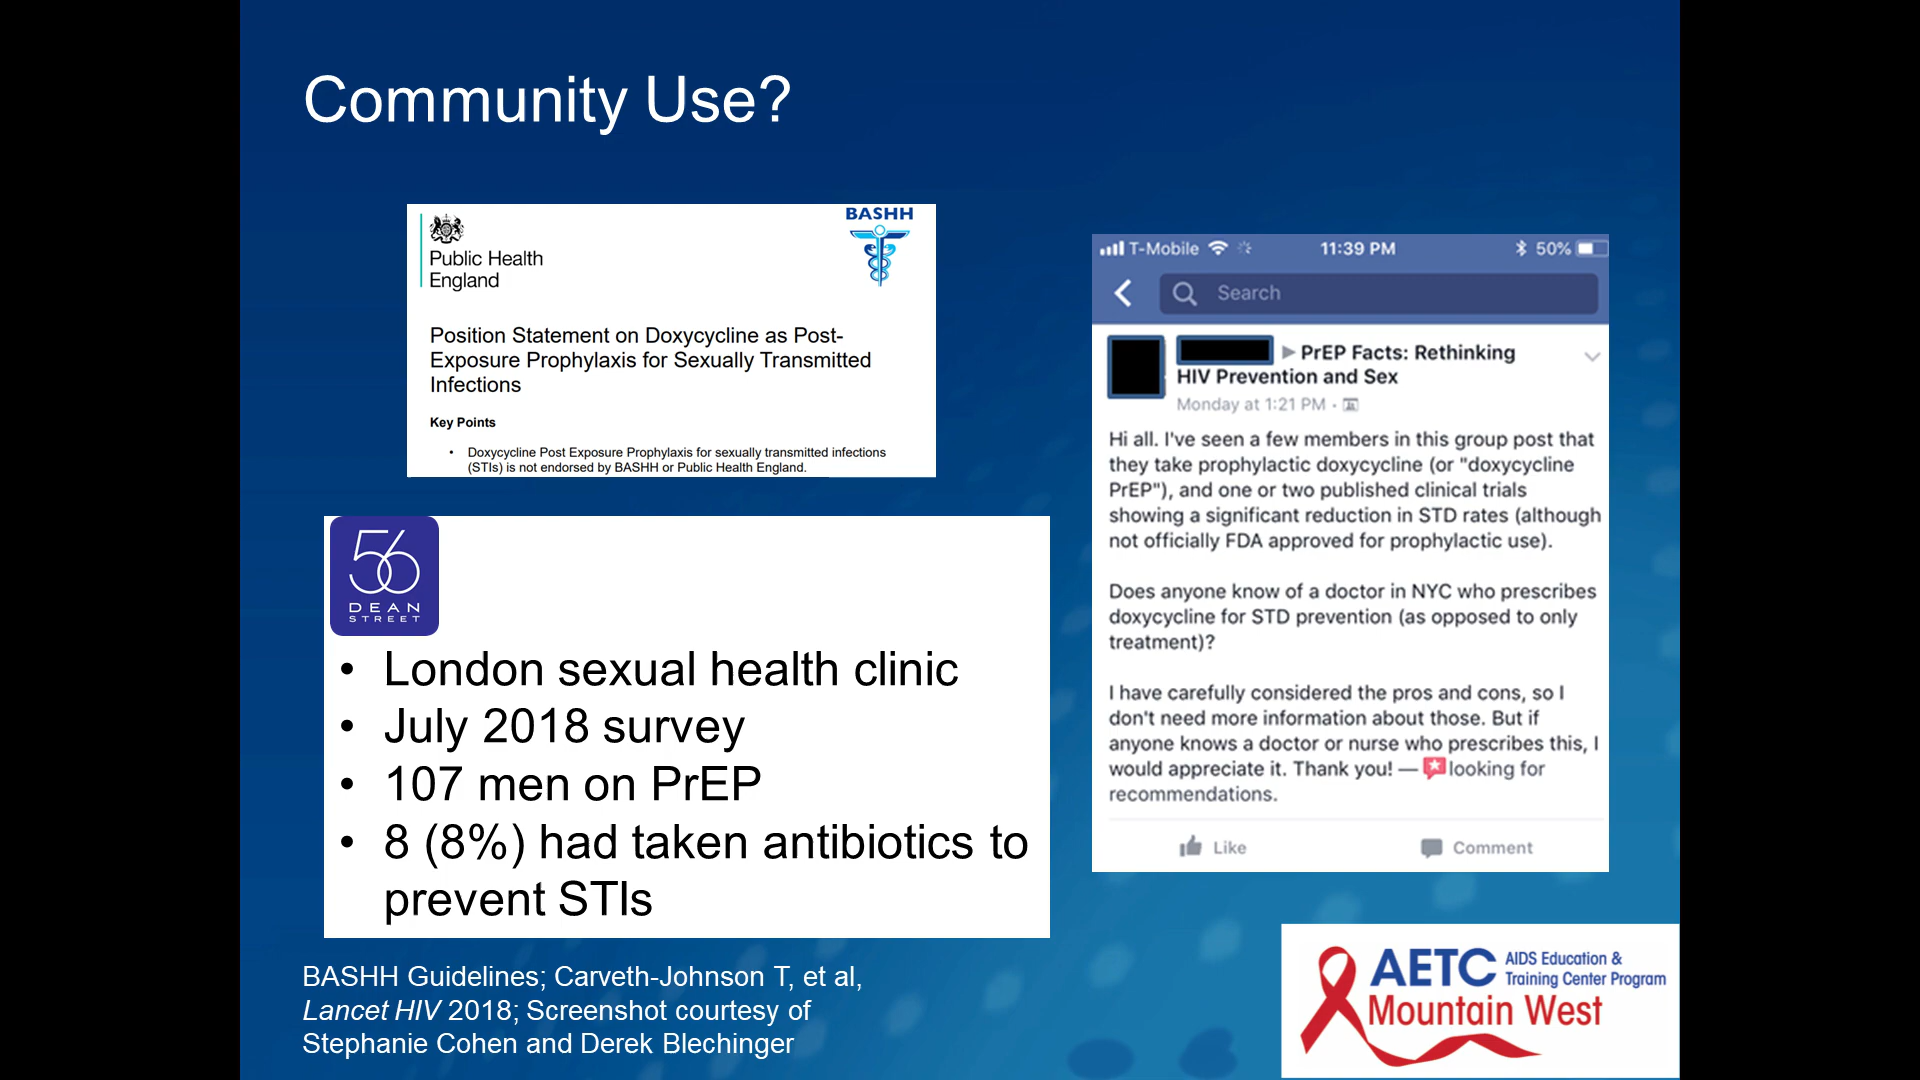 Community Use?
Public Health
England
BASHH
Position Statement on Doxycycline as Post-
Exposure Prophylaxis for Sexually Transmitted
Infections
Key Points
• Doxycycline Post Exposure Prophylaxis for sexually transmitted infections
(STIs) is not endorsed by BASHH or Public Health England.
56
DEAN
STREET
• London sexual health clinic
• July 2018 survey
• 107 men on PrEP
• 8 (8%) had taken antibiotics to
prevent STIs
T-Mobile 11:39 PM 50%
Search
PrEP Facts: Rethinking
HIV Prevention and Sex
Monday at 1:21 PM •
Hi all. I've seen a few members in this group post that
they take prophylactic doxycycline (or "doxycycline
PrEP"), and one or two published clinical trials
showing a significant reduction in STD rates (although
not officially FDA approved for prophylactic use).
Does anyone know of a doctor in NYC who prescribes
doxycycline for STD prevention (as opposed to only
treatment)?
I have carefully considered the pros and cons, so I
don't need more information about those. But if
anyone knows a doctor or nurse who prescribes this, I
would appreciate it. Thank you! — looking for
recommendations.
Like Comment
BASHH Guidelines; Carveth-Johnson T, et al,
Lancet HIV 2018; Screenshot courtesy of
Stephanie Cohen and Derek Blechinger
AETC AIDS Education &
Training Center Program
Mountain West